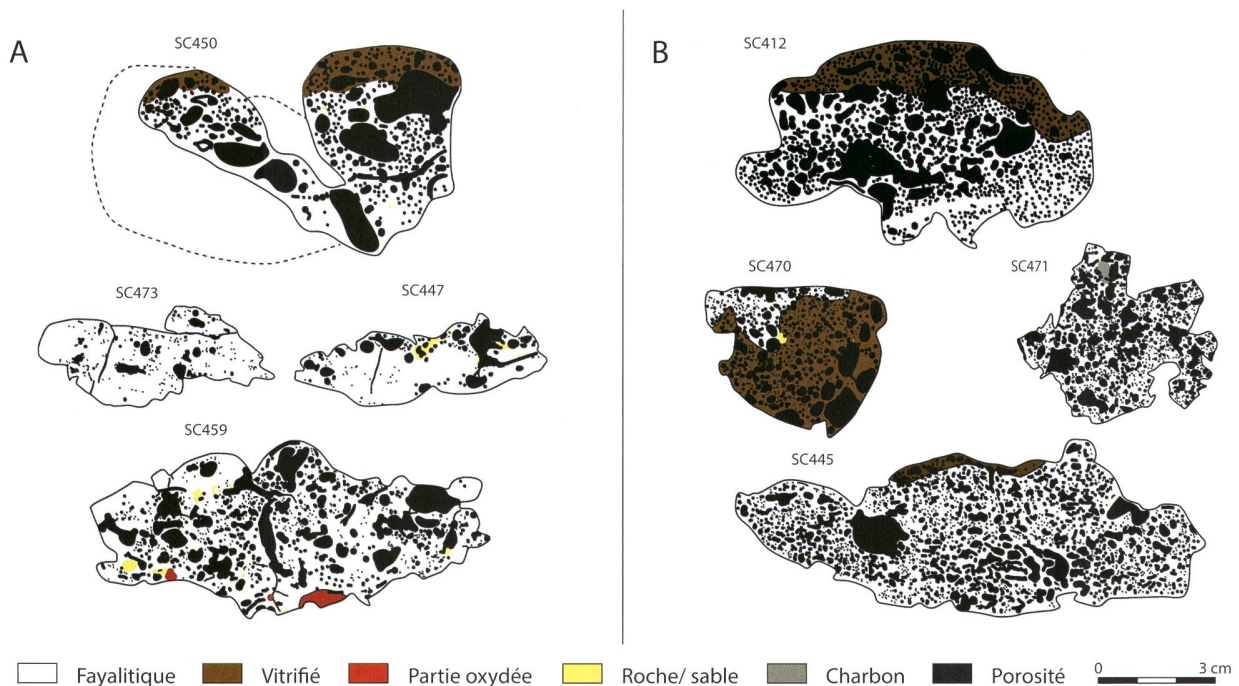 A
SC450
SC473
SC447
SC459
B
SC412
SC470
SC471
SC445
Fayalitique Vitrifié Partie oxydée Roche/ sable Charbon Porosité 0 3 cm